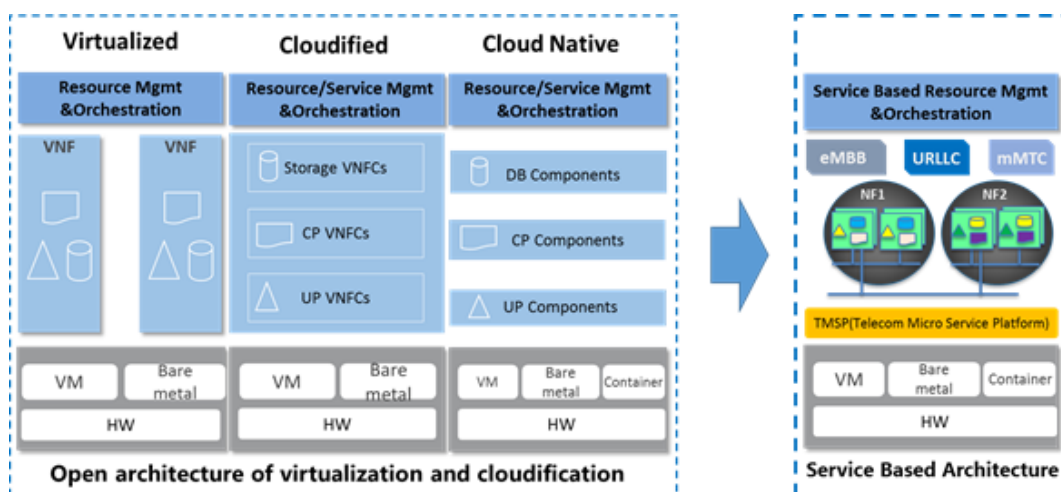 Virtualized
Resource Mgmt
&Orchestration
VNF
VNF
VM
Bare
metal
HW
Cloudified
Resource/Service Mgmt
&Orchestration
Storage VNFCs
CP VNFCs
UP VNFCs
VM
Bare
metal
HW
Cloud Native
Resource/Service Mgmt
&Orchestration
DB Components
CP Components
UP Components
VM
Bare
metal
Container
HW
Open architecture of virtualization and cloudification
Service Based Resource Mgmt
&Orchestration
eMBB
URLLC
mMTC
NF1
NF2
TMSP(Telecom Micro Service Platform)
VM
Bare
metal
Container
HW
Service Based Architecture